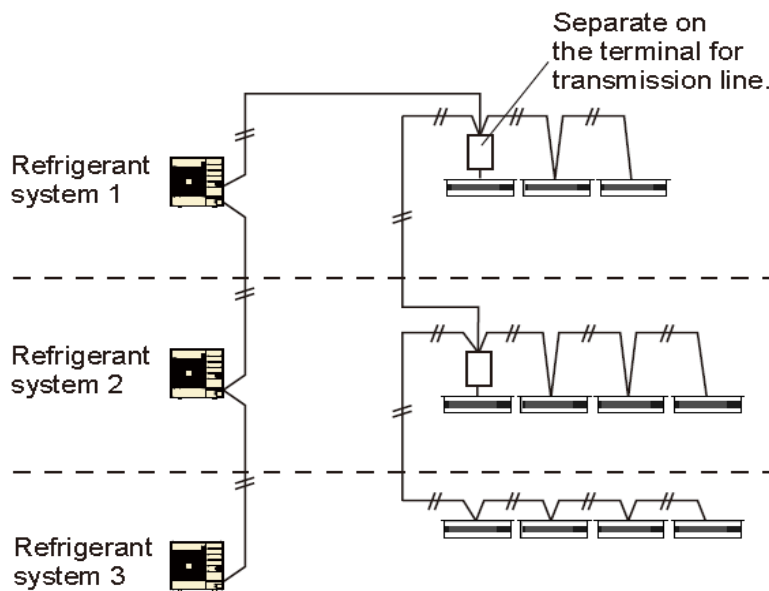 Separate on
the terminal for
transmission line.
Refrigerant
system 1
Refrigerant
system 2
Refrigerant
system 3